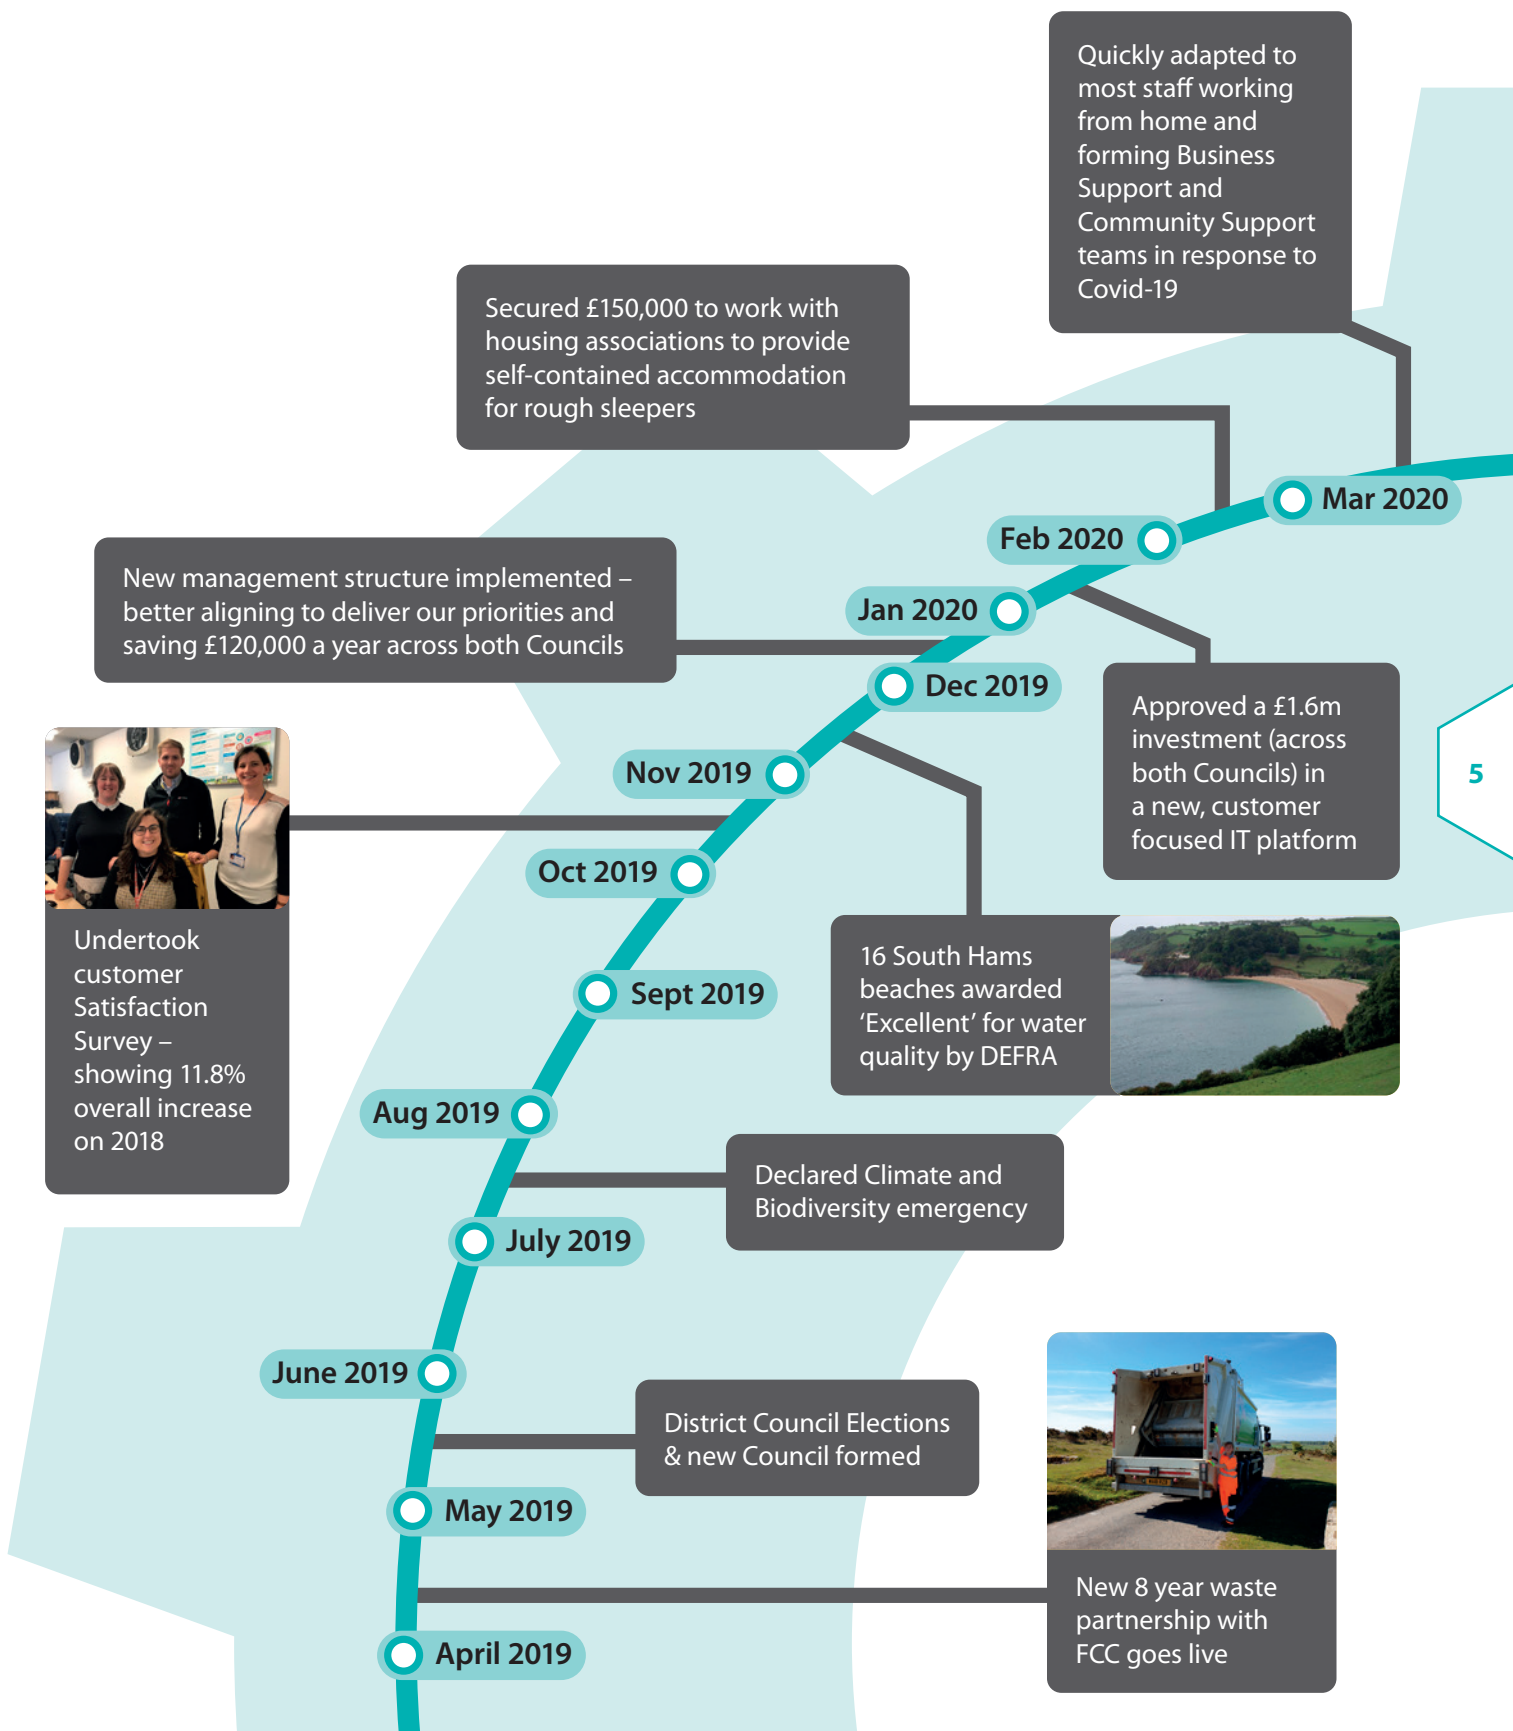 Quickly adapted to
most staff working
from home and
forming Business
Support and
Community Support
teams in response to
Covid-19
Secured £150,000 to work with
housing associations to provide
self-contained accommodation
for rough sleepers
Mar 2020
Feb 2020
New management structure implemented –
better aligning to deliver our priorities and
saving £120,000 a year across both Councils
Jan 2020
Dec 2019
Approved a £1.6m
investment (across
both Councils) in
a new, customer
focused IT platform
5
Nov 2019
Oct 2019
Undertook
customer
Satisfaction
Survey –
showing 11.8%
overall increase
on 2018
16 South Hams
beaches awarded
‘Excellent’ for water
quality by DEFRA
Sept 2019
Aug 2019
Declared Climate and
Biodiversity emergency
July 2019
June 2019
District Council Elections
& new Council formed
May 2019
New 8 year waste
partnership with
FCC goes live
April 2019